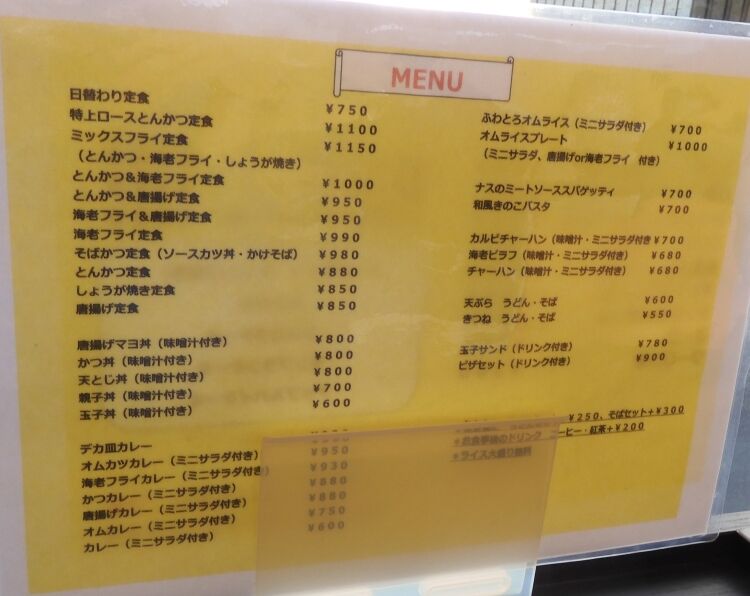 MENU
日替わり定食 ¥750
特上ロースとんかつ定食 ¥1100
ミックスフライ定食 ¥1150
（とんかつ・海老フライ・しょうが焼き）
とんかつ＆海老フライ定食 ¥1000
とんかつ＆唐揚げ定食 ¥950
海老フライ＆唐揚げ定食 ¥950
海老フライ定食 ¥990
そばかつ定食（ソースカツ丼・かけそば） ¥980
とんかつ定食 ¥880
しょうが焼き定食 ¥850
唐揚げ定食 ¥850
唐揚げマヨ丼（味噌汁付き） ¥800
かつ丼（味噌汁付き） ¥800
天とじ丼（味噌汁付き） ¥800
親子丼（味噌汁付き） ¥700
玉子丼（味噌汁付き） ¥600
デカ皿カレー
オムカツカレー（ミニサラダ付き） ¥950
海老フライカレー（ミニサラダ付き） ¥930
かつカレー（ミニサラダ付き） ¥880
唐揚げカレー（ミニサラダ付き） ¥880
オムカレー（ミニサラダ付き） ¥750
カレー（ミニサラダ付き） ¥600
ふわとろオムライス（ミニサラダ付き） ¥700
オムライスプレート ¥1000
（ミニサラダ、唐揚げor海老フライ 付き）
ナスのミートソーススパゲッティ ¥700
和風きのこパスタ ¥700
カルビチャーハン（味噌汁・ミニサラダ付き ¥700
海老ピラフ（味噌汁・ミニサラダ付き） ¥680
チャーハン（味噌汁・ミニサラダ付き） ¥680
天ぷら うどん・そば ¥600
きつね うどん・そば ¥550
玉子サンド（ドリンク付き） ¥780
ピザセット（ドリンク付き） ¥900
¥250、そばセット+¥300
＊お食事後のドリンク コーヒー・紅茶+¥200
＊ライス大盛り無料